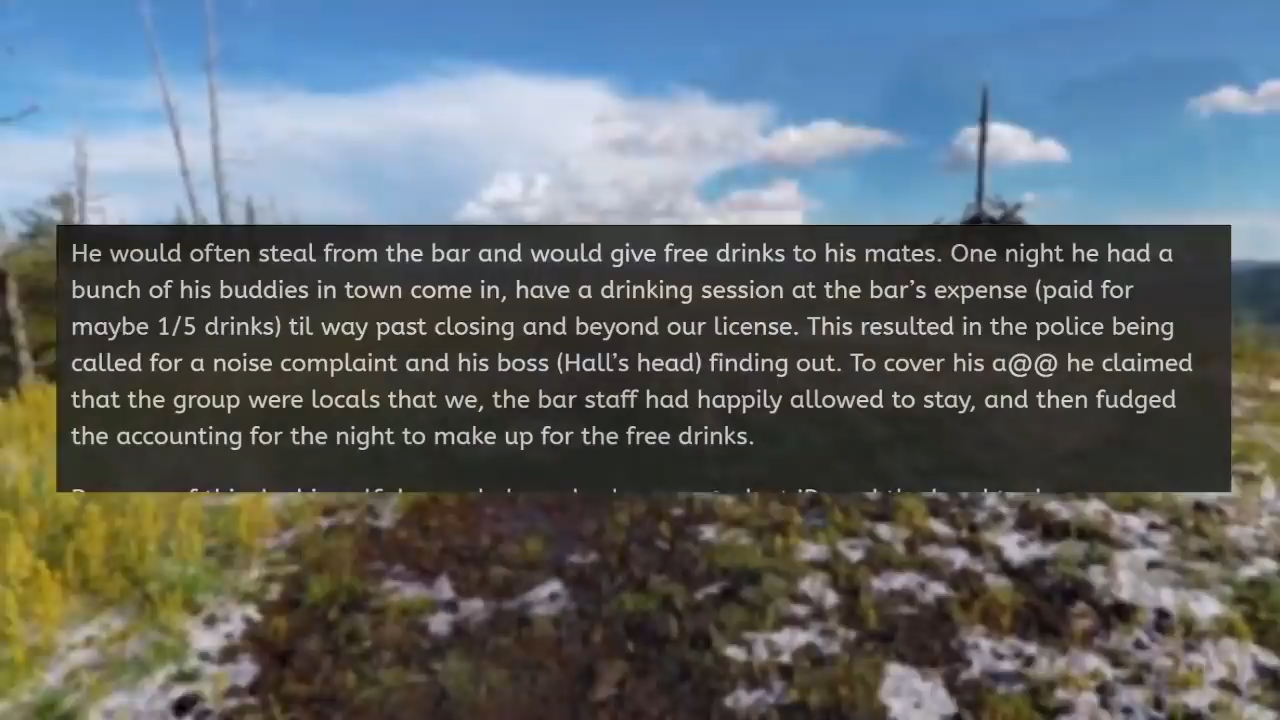 He would often steal from the bar and would give free drinks to his mates. One night he had a
bunch of his buddies in town come in, have a drinking session at the bar’s expense (paid for
maybe 1/5 drinks) til way past closing and beyond our license. This resulted in the police being
called for a noise complaint and his boss (Hall’s head) finding out. To cover his a@@ he claimed
that the group were locals that we, the bar staff had happily allowed to stay, and then fudged
the accounting for the night to make up for the free drinks.